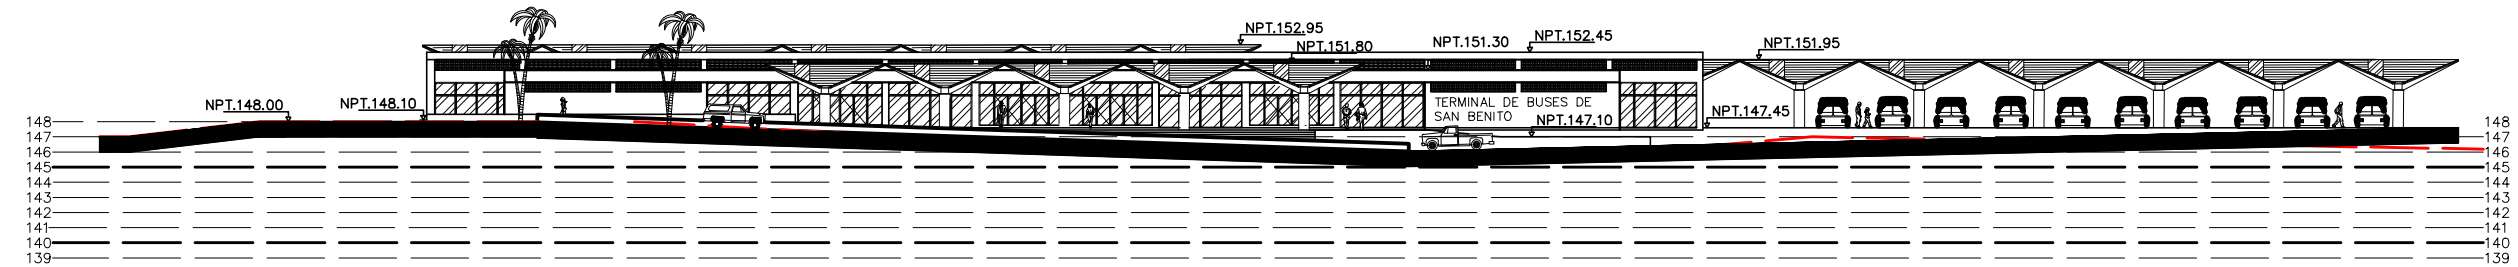 NPT.152.95
NPT.151.80
NPT.151.30
NPT.152.45
NPT.151.95
NPT.148.00
NPT.148.10
TERMINAL DE BUSES DE
SAN BENITO
NPT.147.10
NPT.147.45
148
147
146
145
144
143
142
141
140
139
148
147
146
145
144
143
142
141
140
139